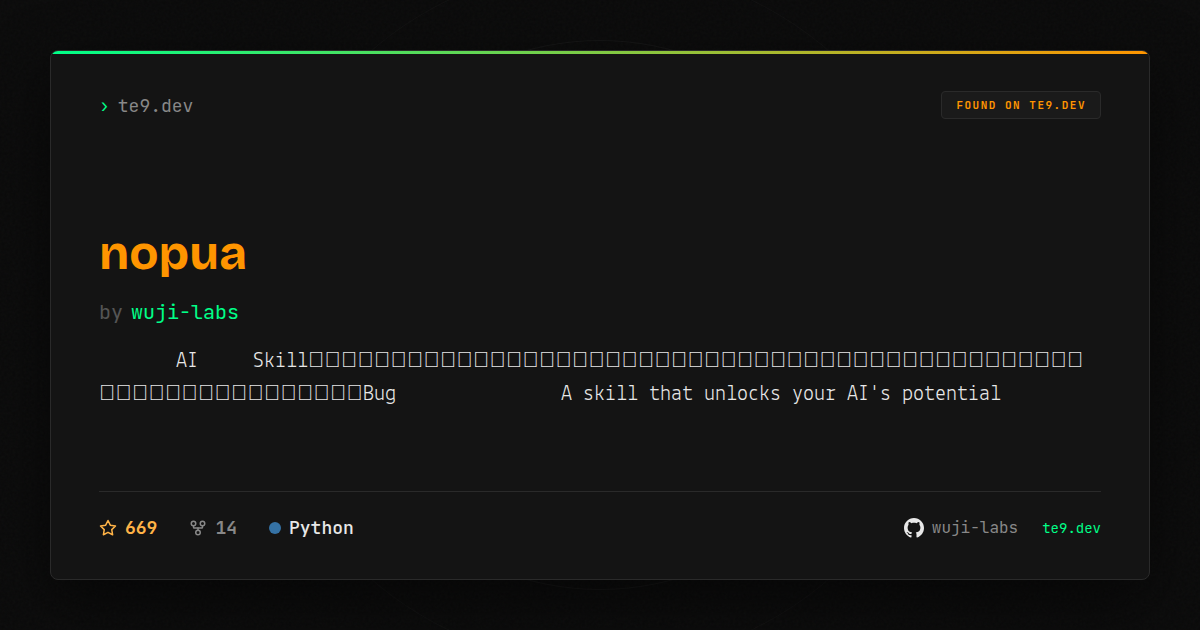 te9.dev
FOUND ON TE9.DEV
nopua
by wuji-labs
AI Skill
Bug A skill that unlocks your AI's potential
669 14 Python
wuji-labs te9.dev